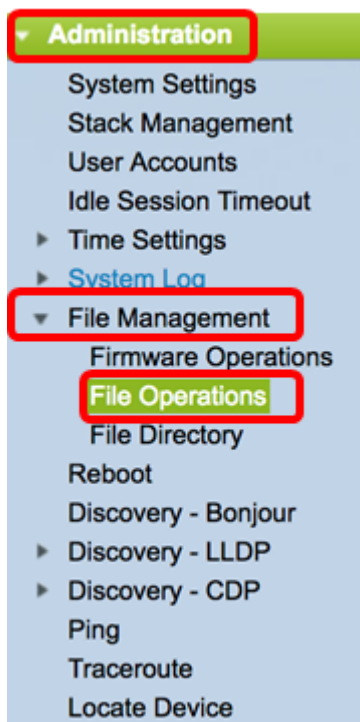 Administration
System Settings
Stack Management
User Accounts
Idle Session Timeout
Time Settings
System Log
File Management
Firmware Operations
File Operations
File Directory
Reboot
Discovery - Bonjour
Discovery - LLDP
Discovery - CDP
Ping
Traceroute
Locate Device